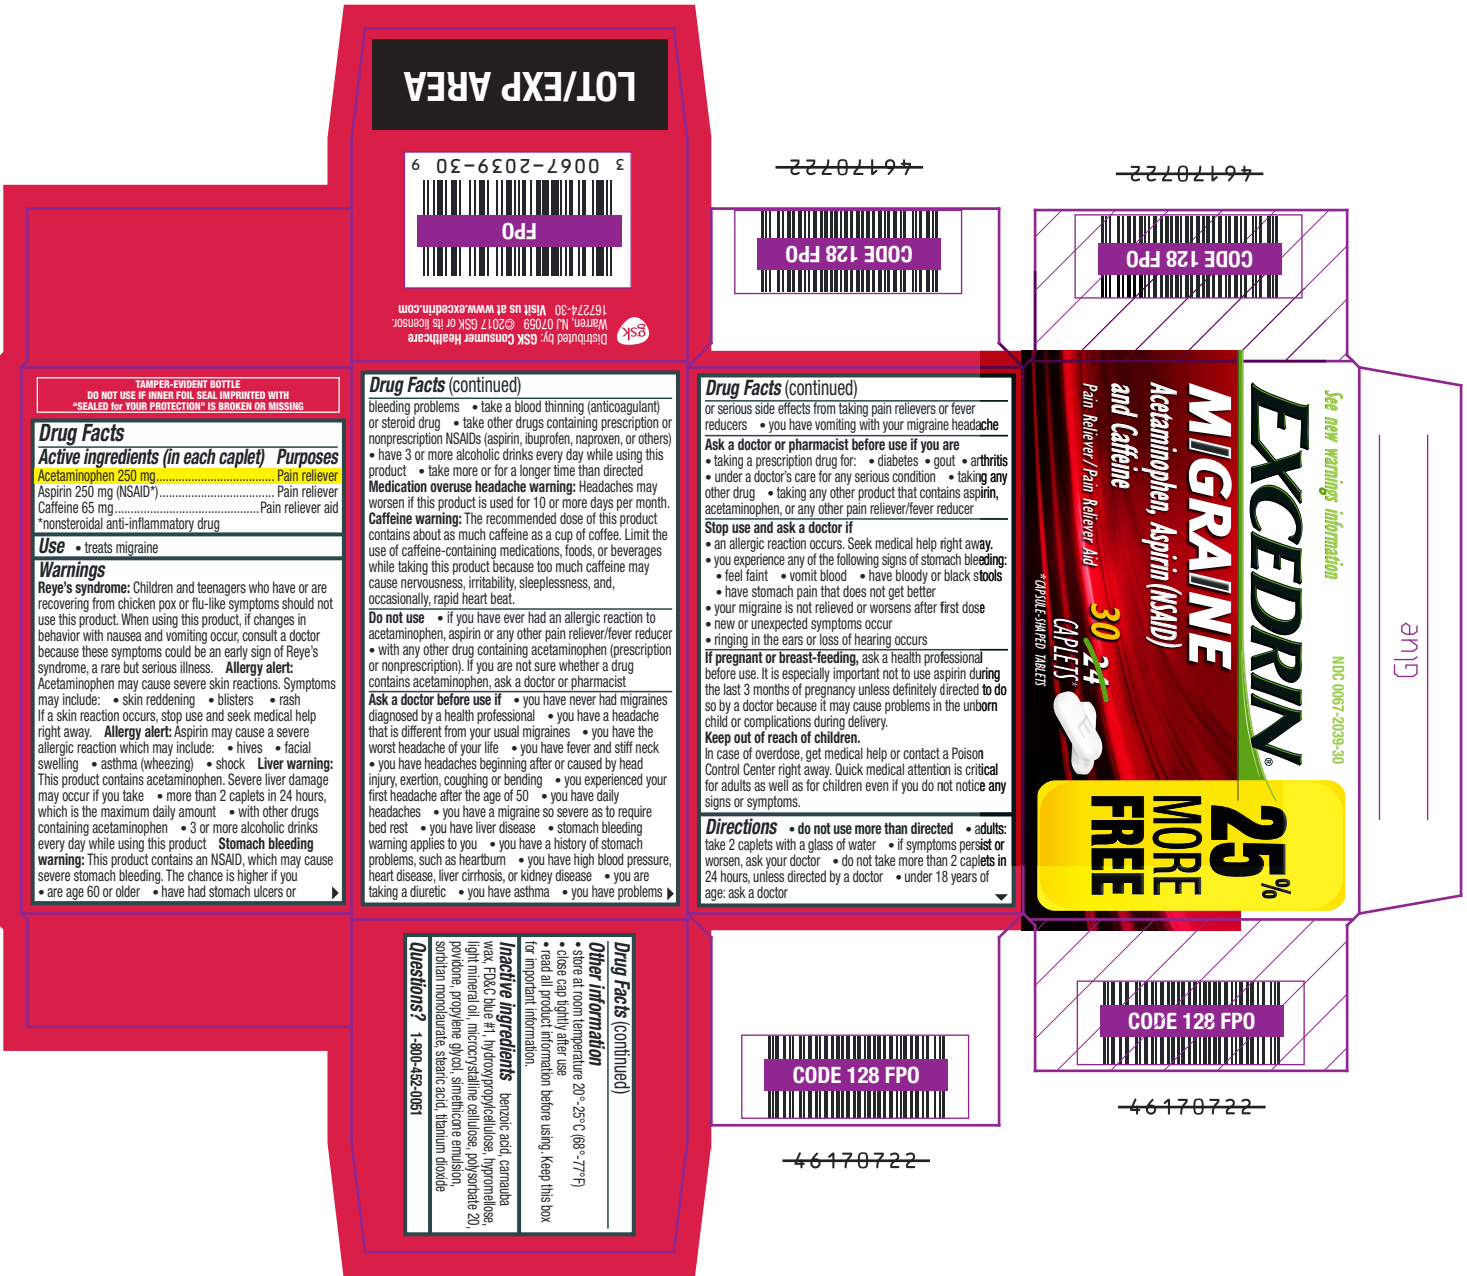 LOT/EXP AREA
3 0067-2039-30 9
FPO
Distributed by: GSK Consumer Healthcare
Warren, NJ 07059 ©2017 GSK or its licensor.
167274-30 Visit us at www.excedrin.com
gsk
46170722
CODE 128 FPO
46170722
CODE 128 FPO
TAMPER-EVIDENT BOTTLE
DO NOT USE IF INNER FOIL SEAL IMPRINTED WITH
“SEALED for YOUR PROTECTION” IS BROKEN OR MISSING
Drug Facts
Active ingredients (in each caplet) Purposes
Acetaminophen 250 mg.................................... Pain reliever
Aspirin 250 mg (NSAID*)................................... Pain reliever
Caffeine 65 mg............................................Pain reliever aid
*nonsteroidal anti-inflammatory drug
Use • treats migraine
Warnings
Reye’s syndrome: Children and teenagers who have or are
recovering from chicken pox or flu-like symptoms should not
use this product. When using this product, if changes in
behavior with nausea and vomiting occur, consult a doctor
because these symptoms could be an early sign of Reye’s
syndrome, a rare but serious illness. Allergy alert:
Acetaminophen may cause severe skin reactions. Symptoms
may include: • skin reddening • blisters • rash
If a skin reaction occurs, stop use and seek medical help
right away. Allergy alert: Aspirin may cause a severe
allergic reaction which may include: • hives • facial
swelling • asthma (wheezing) • shock Liver warning:
This product contains acetaminophen. Severe liver damage
may occur if you take • more than 2 caplets in 24 hours,
which is the maximum daily amount • with other drugs
containing acetaminophen • 3 or more alcoholic drinks
every day while using this product Stomach bleeding
warning: This product contains an NSAID, which may cause
severe stomach bleeding. The chance is higher if you
• are age 60 or older • have had stomach ulcers or
Drug Facts (continued)
bleeding problems • take a blood thinning (anticoagulant)
or steroid drug • take other drugs containing prescription or
nonprescription NSAIDs (aspirin, ibuprofen, naproxen, or others)
• have 3 or more alcoholic drinks every day while using this
product • take more or for a longer time than directed
Medication overuse headache warning: Headaches may
worsen if this product is used for 10 or more days per month.
Caffeine warning: The recommended dose of this product
contains about as much caffeine as a cup of coffee. Limit the
use of caffeine-containing medications, foods, or beverages
while taking this product because too much caffeine may
cause nervousness, irritability, sleeplessness, and,
occasionally, rapid heart beat.
Do not use • if you have ever had an allergic reaction to
acetaminophen, aspirin or any other pain reliever/fever reducer
• with any other drug containing acetaminophen (prescription
or nonprescription). If you are not sure whether a drug
contains acetaminophen, ask a doctor or pharmacist
Ask a doctor before use if • you have never had migraines
diagnosed by a health professional • you have a headache
that is different from your usual migraines • you have the
worst headache of your life • you have fever and stiff neck
• you have headaches beginning after or caused by head
injury, exertion, coughing or bending • you experienced your
first headache after the age of 50 • you have daily
headaches • you have a migraine so severe as to require
bed rest • you have liver disease • stomach bleeding
warning applies to you • you have a history of stomach
problems, such as heartburn • you have high blood pressure,
heart disease, liver cirrhosis, or kidney disease • you are
taking a diuretic • you have asthma • you have problems
Drug Facts (continued)
or serious side effects from taking pain relievers or fever
reducers • you have vomiting with your migraine headache
Ask a doctor or pharmacist before use if you are
• taking a prescription drug for: • diabetes • gout • arthritis
• under a doctor’s care for any serious condition • taking any
other drug • taking any other product that contains aspirin,
acetaminophen, or any other pain reliever/fever reducer
Stop use and ask a doctor if
• an allergic reaction occurs. Seek medical help right away.
• you experience any of the following signs of stomach bleeding:
• feel faint • vomit blood • have bloody or black stools
• have stomach pain that does not get better
• your migraine is not relieved or worsens after first dose
• new or unexpected symptoms occur
• ringing in the ears or loss of hearing occurs
If pregnant or breast-feeding, ask a health professional
before use. It is especially important not to use aspirin during
the last 3 months of pregnancy unless definitely directed to do
so by a doctor because it may cause problems in the unborn
child or complications during delivery.
Keep out of reach of children.
In case of overdose, get medical help or contact a Poison
Control Center right away. Quick medical attention is critical
for adults as well as for children even if you do not notice any
signs or symptoms.
Directions • do not use more than directed • adults:
take 2 caplets with a glass of water • if symptoms persist or
worsen, ask your doctor • do not take more than 2 caplets in
24 hours, unless directed by a doctor • under 18 years of
age: ask a doctor
Drug Facts (continued)
Other information
• store at room temperature 20°-25°C (68°-77°F)
• close cap tightly after use
• read all product information before using. Keep this box
for important information.
Inactive ingredients benzoic acid, carnauba
wax, FD&C blue #1, hydroxypropylcellulose, hypromellose,
light mineral oil, microcrystalline cellulose, polysorbate 20,
povidone, propylene glycol, simethicone emulsion,
sorbitan monolaurate, stearic acid, titanium dioxide
Questions? 1-800-452-0051
See new warnings information
NDC 0067-2039-30
EXCEDRIN®
MIGRAINE
Acetaminophen, Aspirin (NSAID)
and Caffeine
Pain Reliever/Pain Reliever Aid
30 24
CAPLETS*
*CAPSULE-SHAPED TABLETS
25%
MORE
FREE
Glue
CODE 128 FPO
46170722
CODE 128 FPO
46170722